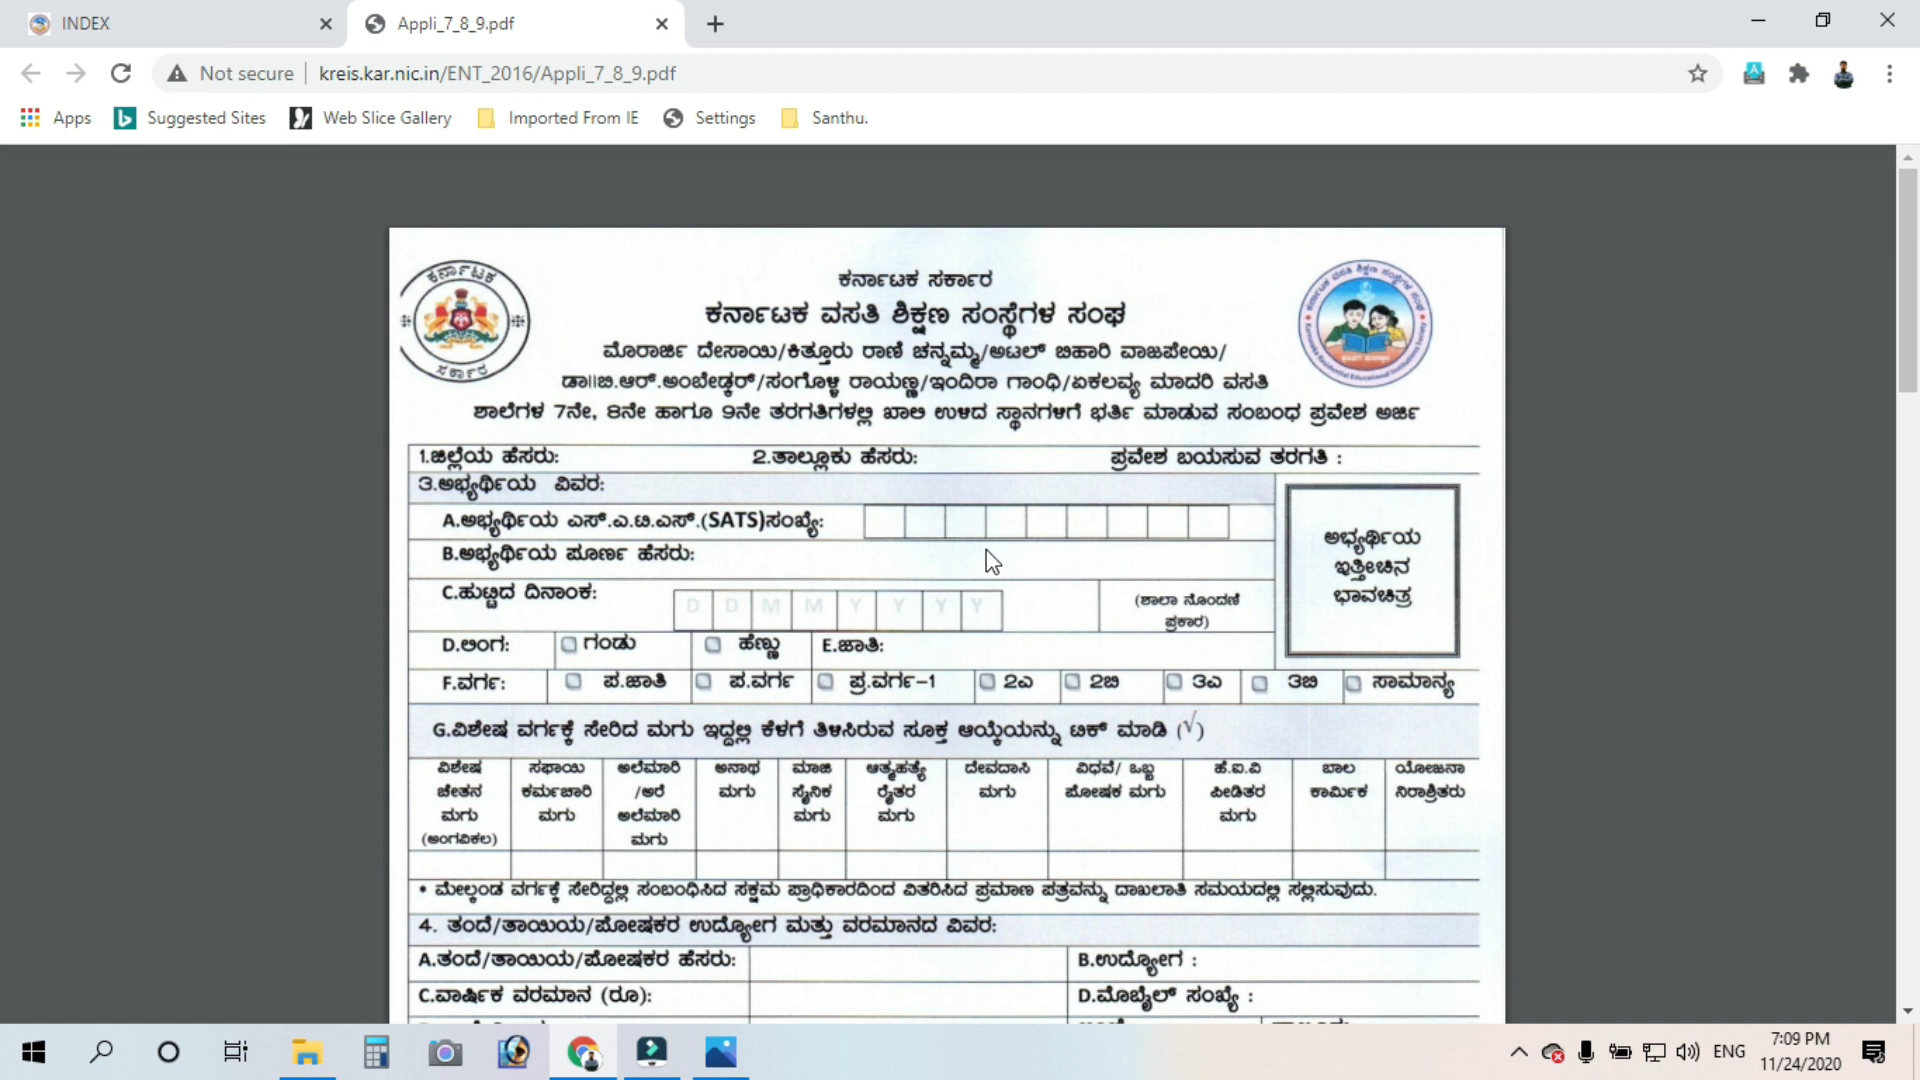 INDEX
Appli_7_8_9.pdf
Not secure
kreis.kar.nic.in/ENT_2016/Appli_7_8_9.pdf
Apps
Suggested Sites
Web Slice Gallery
Imported From IE
Settings
Santhu.
ಕರ್ನಾಟಕ
ಸರ್ಕಾರ
ಕರ್ನಾಟಕ ಸರ್ಕಾರ
ಕರ್ನಾಟಕ ವಸತಿ ಶಿಕ್ಷಣ ಸಂಸ್ಥೆಗಳ ಸಂಘ
ಮೊರಾರ್ಜಿ ದೇಸಾಯಿ/ಕಿತ್ತೂರು ರಾಣಿ ಚನ್ನಮ್ಮ/ಅಟಲ್ ಬಿಹಾರಿ ವಾಜಪೇಯಿ/
ಡಾ||ಬಿ.ಆರ್.ಅಂಬೇಡ್ಕರ್/ಸಂಗೊಳ್ಳಿ ರಾಯಣ್ಣ/ಇಂದಿರಾ ಗಾಂಧಿ/ಏಕಲವ್ಯ ಮಾದರಿ ವಸತಿ
ಶಾಲೆಗಳ 7ನೇ, 8ನೇ ಹಾಗೂ 9ನೇ ತರಗತಿಗಳಲ್ಲಿ ಖಾಲಿ ಉಳಿದ ಸ್ಥಾನಗಳಿಗೆ ಭರ್ತಿ ಮಾಡುವ ಸಂಬಂಧ ಪ್ರವೇಶ ಅರ್ಜಿ
1.ಜಿಲ್ಲೆಯ ಹೆಸರು: 2.ತಾಲ್ಲೂಕು ಹೆಸರು: ಪ್ರವೇಶ ಬಯಸುವ ತರಗತಿ :
3.ಅಭ್ಯರ್ಥಿಯ ವಿವರ:
A.ಅಭ್ಯರ್ಥಿಯ ಎಸ್.ಎ.ಟಿ.ಎಸ್.(SATS)ಸಂಖ್ಯೆ:
B.ಅಭ್ಯರ್ಥಿಯ ಪೂರ್ಣ ಹೆಸರು:
ಅಭ್ಯರ್ಥಿಯ
ಇತ್ತೀಚಿನ
ಭಾವಚಿತ್ರ
C.ಹುಟ್ಟಿದ ದಿನಾಂಕ: D D M M Y Y Y Y (ಶಾಲಾ ನೊಂದಣಿ
ಪ್ರಕಾರ)
D.ಲಿಂಗ: ಗಂಡು ಹೆಣ್ಣು E.ಜಾತಿ:
F.ವರ್ಗ: ಪ.ಜಾತಿ ಪ.ವರ್ಗ ಪ್ರ.ವರ್ಗ-1 2ಎ 2ಬಿ 3ಎ 3ಬಿ ಸಾಮಾನ್ಯ
G.ವಿಶೇಷ ವರ್ಗಕ್ಕೆ ಸೇರಿದ ಮಗು ಇದ್ದಲ್ಲಿ ಕೆಳಗೆ ತಿಳಿಸಿರುವ ಸೂಕ್ತ ಆಯ್ಕೆಯನ್ನು ಟಿಕ್ ಮಾಡಿ (√)
ವಿಶೇಷ ಸಫಾಯಿ ಅಲೆಮಾರಿ ಅನಾಥ ಮಾಜಿ ಆತ್ಮಹತ್ಯೆ ದೇವದಾಸಿ ವಿಧವೆ/ ಒಬ್ಬ ಹೆ.ಐ.ವಿ ಬಾಲ ಯೋಜನಾ
ಚೇತನ ಕರ್ಮಚಾರಿ /ಅರೆ ಮಗು ಸೈನಿಕ ರೈತರ ಮಗು ಪೋಷಕ ಮಗು ಪೀಡಿತರ ಕಾರ್ಮಿಕ ನಿರಾಶ್ರಿತರು
ಮಗು ಮಗು ಅಲೆಮಾರಿ ಮಗು ಮಗು ಮಗು
(ಅಂಗವಿಕಲ) ಮಗು
• ಮೇಲ್ಕಂಡ ವರ್ಗಕ್ಕೆ ಸೇರಿದ್ದಲ್ಲಿ ಸಂಬಂಧಿಸಿದ ಸಕ್ಷಮ ಪ್ರಾಧಿಕಾರದಿಂದ ವಿತರಿಸಿದ ಪ್ರಮಾಣ ಪತ್ರವನ್ನು ದಾಖಲಾತಿ ಸಮಯದಲ್ಲಿ ಸಲ್ಲಿಸುವುದು.
4. ತಂದೆ/ತಾಯಿಯ/ಪೋಷಕರ ಉದ್ಯೋಗ ಮತ್ತು ವರಮಾನದ ವಿವರ:
A.ತಂದೆ/ತಾಯಿಯ/ಪೋಷಕರ ಹೆಸರು: B.ಉದ್ಯೋಗ :
C.ವಾರ್ಷಿಕ ವರಮಾನ (ರೂ): D.ಮೊಬೈಲ್ ಸಂಖ್ಯೆ :
ENG
7:09 PM
11/24/2020